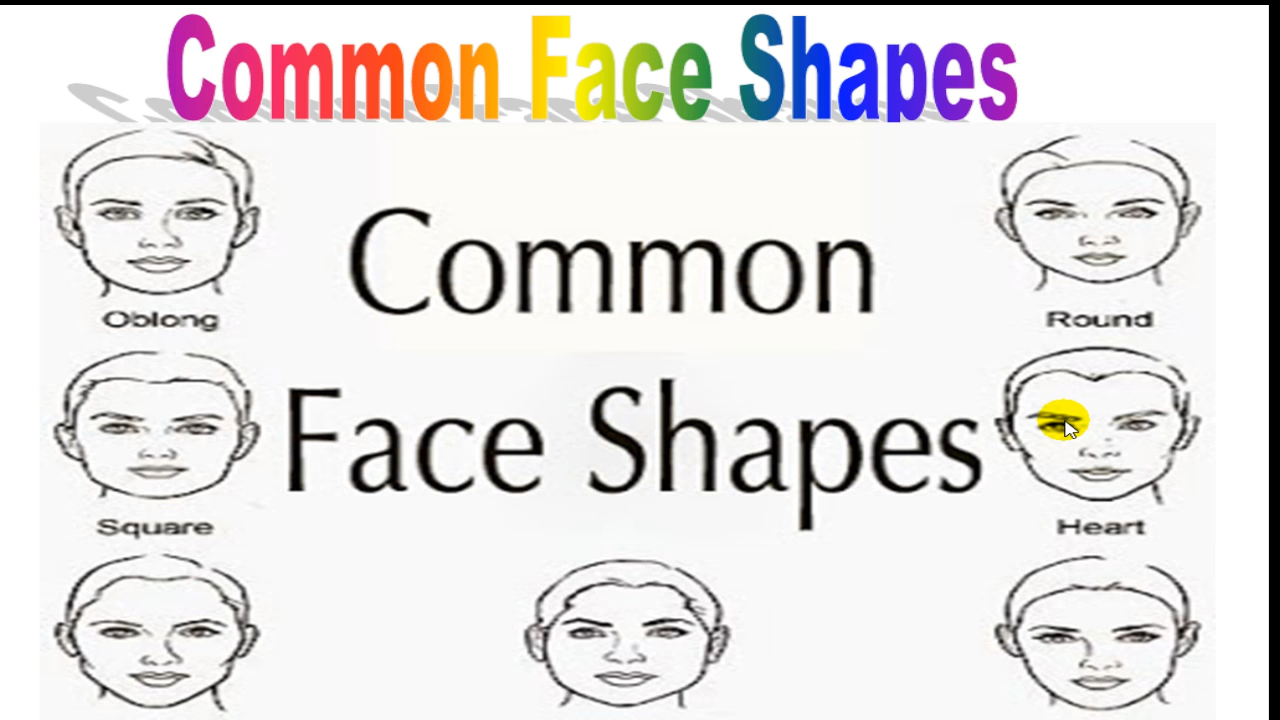 Common Face Shapes
Common
Face Shapes
Oblong
Round
Square
Heart